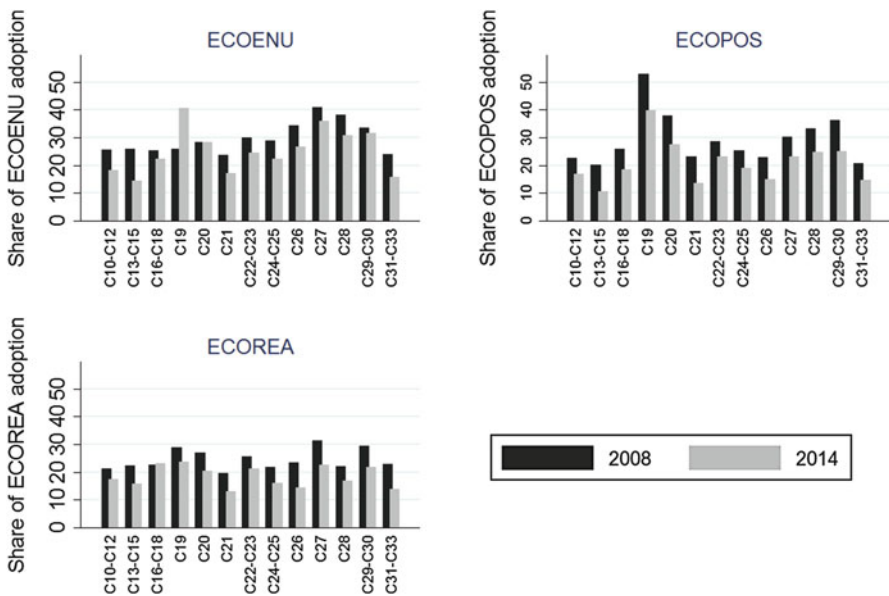 ECOENU
Share of ECOENU adoption
0 10 20 30 40 50
C10-C12
C13-C15
C16-C18
C19
C20
C21
C22-C23
C24-C25
C26
C27
C28
C29-C30
C31-C33
ECOPOS
Share of ECOPOS adoption
0 10 20 30 40 50
C10-C12
C13-C15
C16-C18
C19
C20
C21
C22-C23
C24-C25
C26
C27
C28
C29-C30
C31-C33
ECOREA
Share of ECOREA adoption
0 10 20 30 40 50
C10-C12
C13-C15
C16-C18
C19
C20
C21
C22-C23
C24-C25
C26
C27
C28
C29-C30
C31-C33
2008
2014